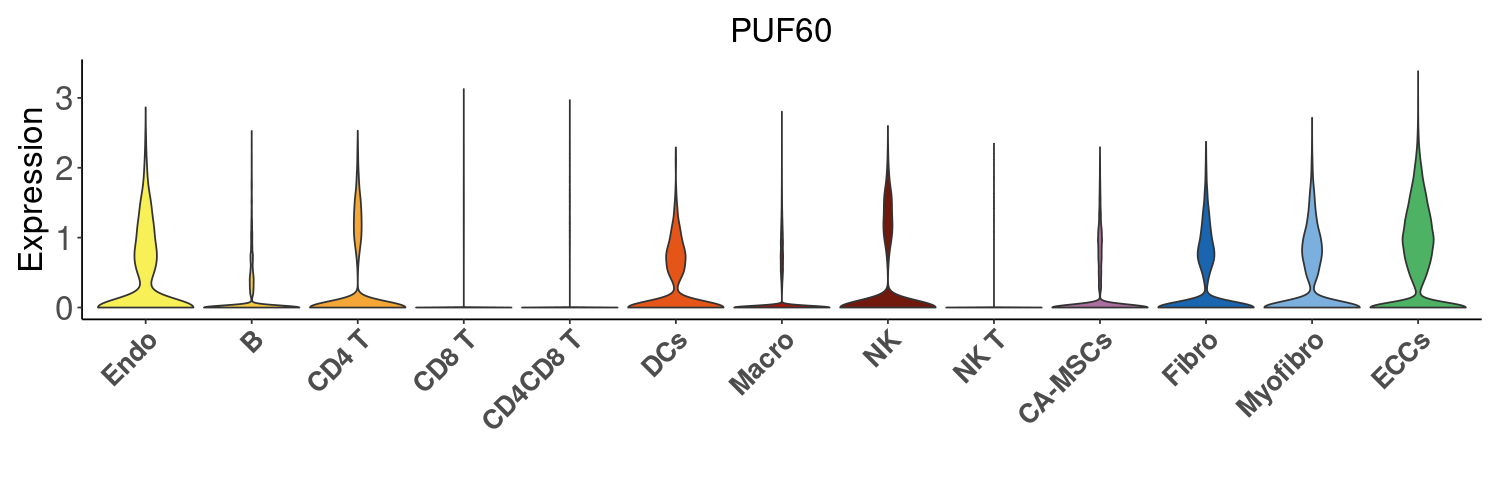 PUF60
Expression
3
2
1
0
Endo
B
CD4 T
CD8 T
CD4CD8 T
DCs
Macro
NK
NK T
CA-MSCs
Fibro
Myofibro
ECCs